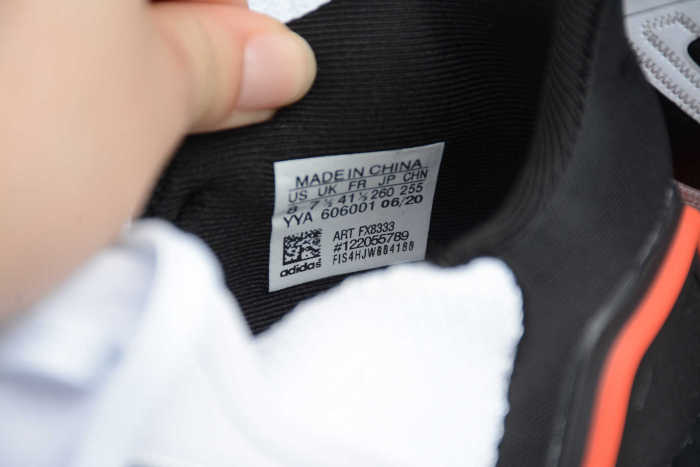 MADE IN CHINA
US UK FR JP CHN
8 7½ 41⅓ 260 255
YYA 606001 06/20
ART FX8333
#122055789
adidas